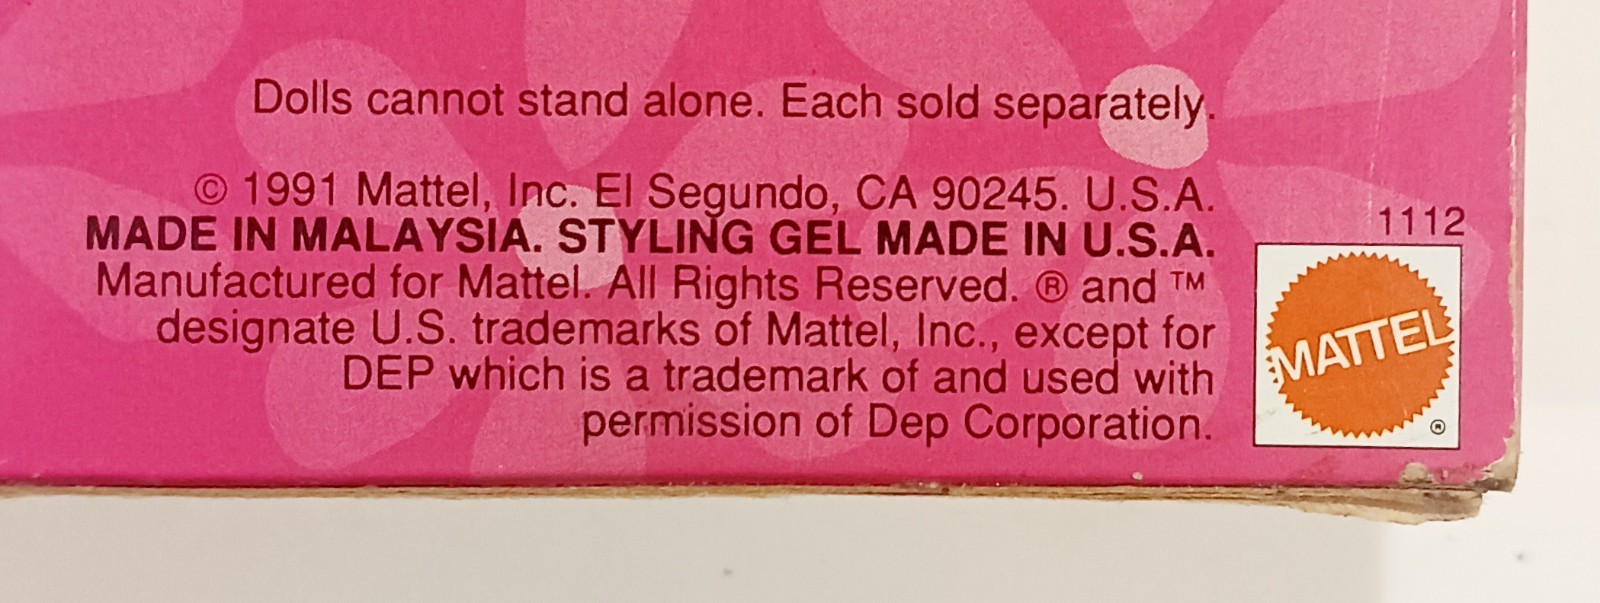 Dolls cannot stand alone. Each sold separately.
© 1991 Mattel, Inc. El Segundo, CA 90245. U.S.A.
MADE IN MALAYSIA. STYLING GEL MADE IN U.S.A.
Manufactured for Mattel. All Rights Reserved. ® and ™
designate U.S. trademarks of Mattel, Inc., except for
DEP which is a trademark of and used with
permission of Dep Corporation.
1112
MATTEL
®